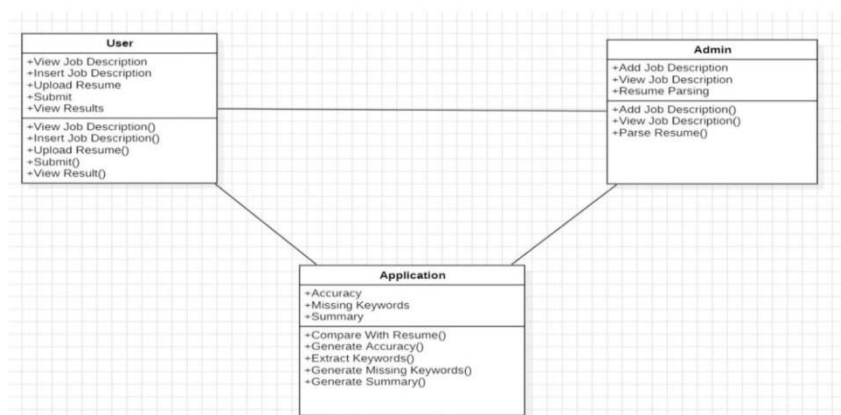 User
+View Job Description
+Insert Job Description
+Upload Resume
+Submit
+View Results
+View Job Description()
+Insert Job Description()
+Upload Resume()
+Submit()
+View Result()
Admin
+Add Job Description
+View Job Description
+Resume Parsing
+Add Job Description()
+View Job Description()
+Parse Resume()
Application
+Accuracy
+Missing Keywords
+Summary
+Compare With Resume()
+Generate Accuracy()
+Extract Keywords()
+Generate Missing Keywords()
+Generate Summary()